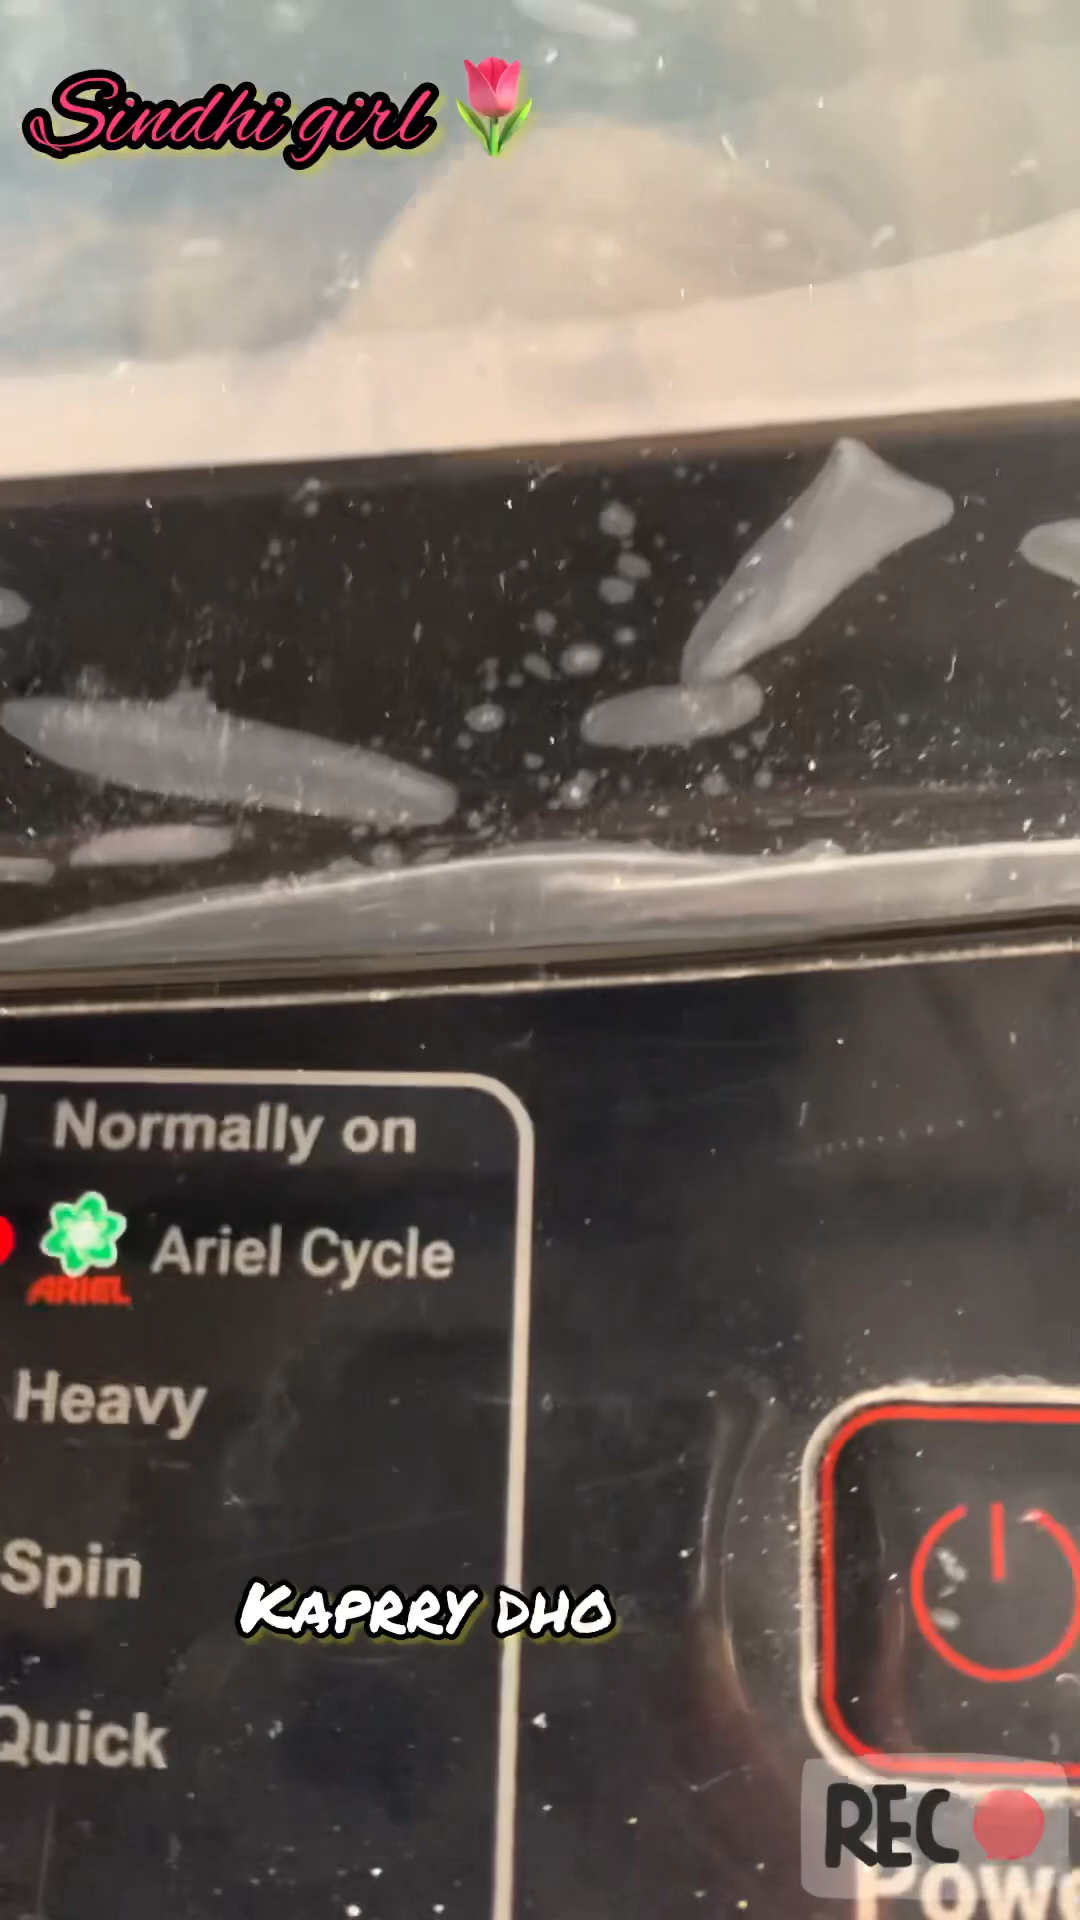 Sindhi girl 🌷
Normally on
ARIEL Ariel Cycle
Heavy
Spin
Kaprry dho
Quick
REC